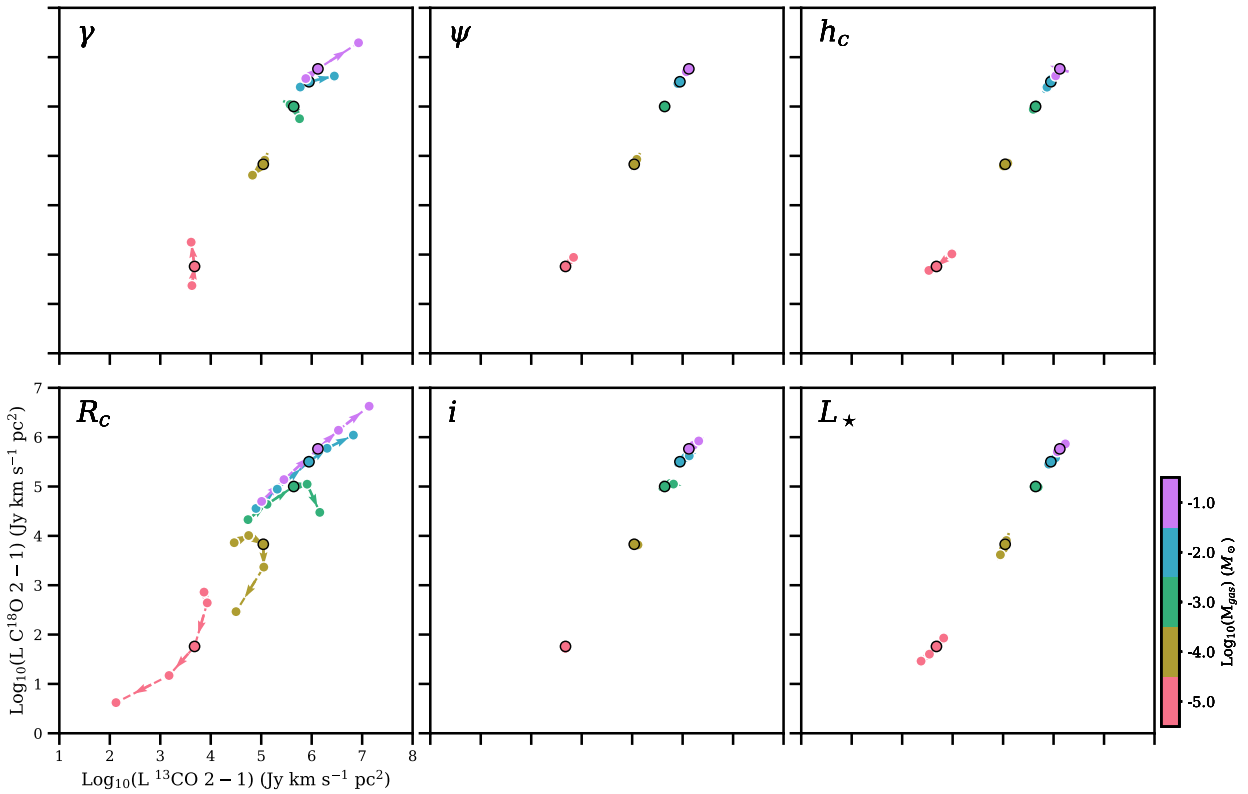 γ
ψ
h_c
R_c
i
L_⋆
7
6
5
4
3
2
1
0
Log₁₀(L C¹⁸O 2 − 1) (Jy km s⁻¹ pc²)
1 2 3 4 5 6 7 8
Log₁₀(L ¹³CO 2 − 1) (Jy km s⁻¹ pc²)
-1.0
-2.0
-3.0
-4.0
-5.0
Log₁₀(M_gas) (M_⊙)